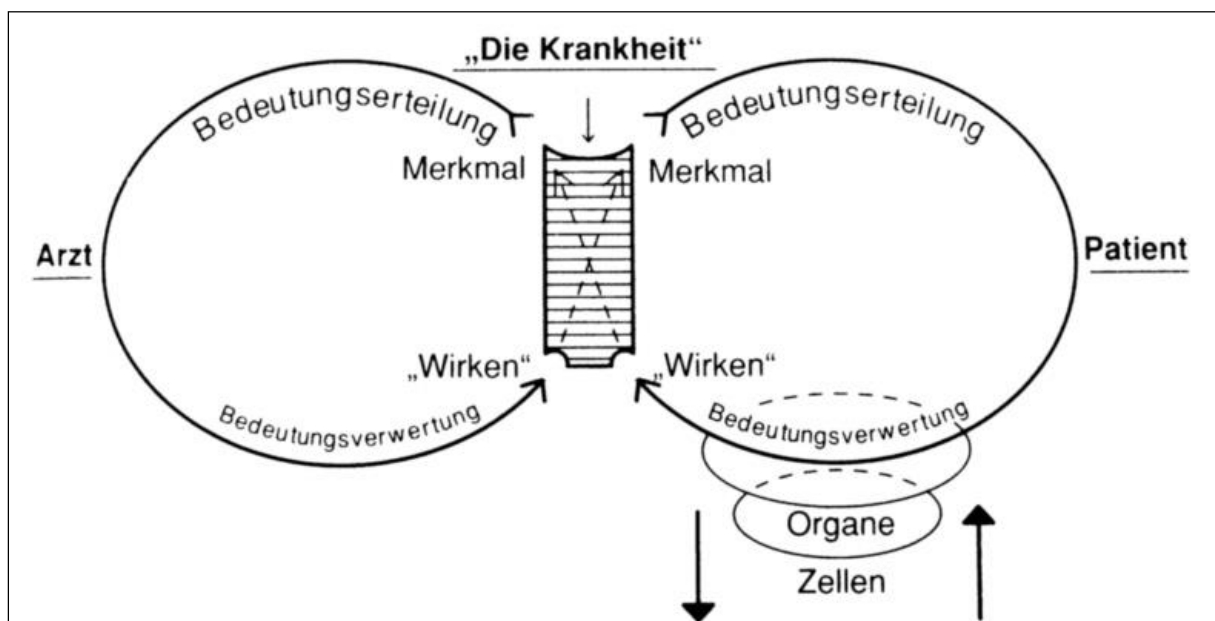 „Die Krankheit“
Bedeutungserteilung
Bedeutungserteilung
Merkmal
Merkmal
Arzt
Patient
„Wirken“
„Wirken“
Bedeutungsverwertung
Bedeutungsverwertung
Organe
Zellen